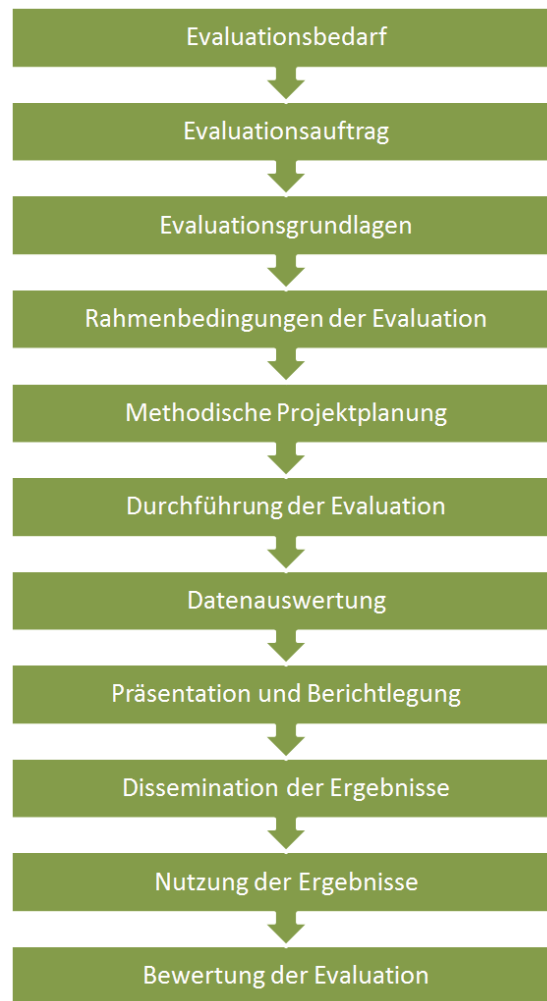 Evaluationsbedarf
Evaluationsauftrag
Evaluationsgrundlagen
Rahmenbedingungen der Evaluation
Methodische Projektplanung
Durchführung der Evaluation
Datenauswertung
Präsentation und Berichtlegung
Dissemination der Ergebnisse
Nutzung der Ergebnisse
Bewertung der Evaluation